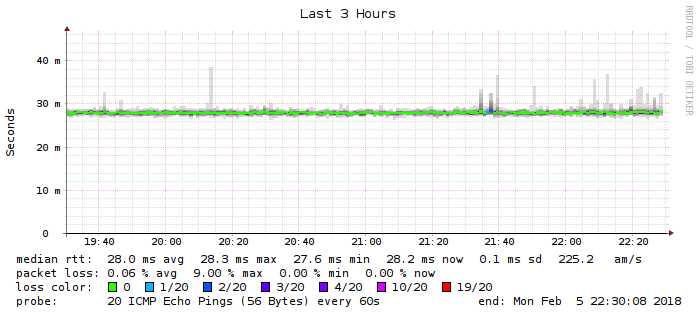 Last 3 Hours
RRDTOOL / TOBI OETIKER
Seconds
40 m
30 m
20 m
10 m
0
19:40 20:00 20:20 20:40 21:00 21:20 21:40 22:00 22:20
median rtt: 28.0 ms avg 28.3 ms max 27.6 ms min 28.2 ms now 0.1 ms sd 225.2 am/s
packet loss: 0.06 % avg 9.00 % max 0.00 % min 0.00 % now
loss color: 0 1/20 2/20 3/20 4/20 10/20 19/20
probe: 20 ICMP Echo Pings (56 Bytes) every 60s end: Mon Feb 5 22:30:08 2018